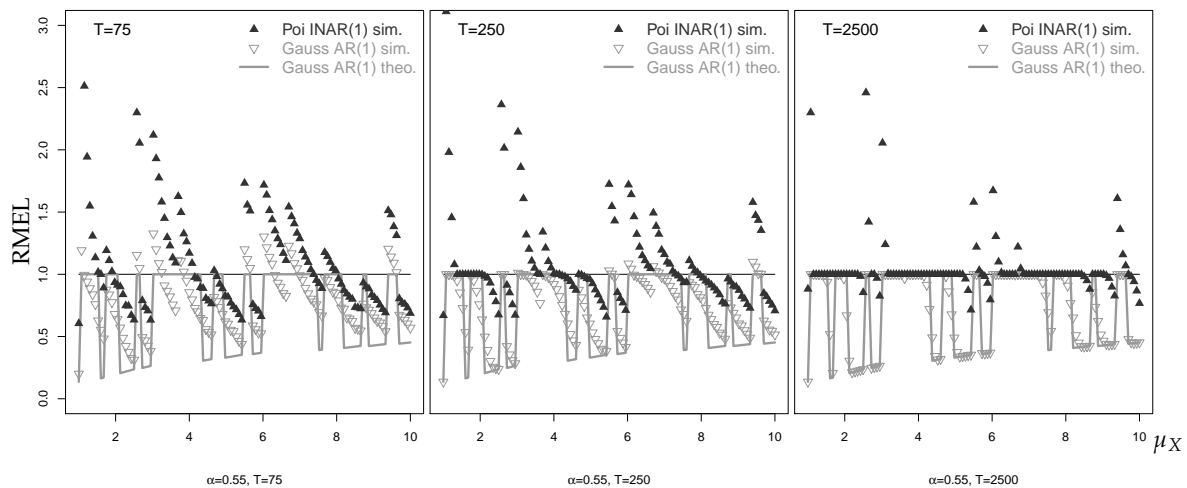 T=75
Poi INAR(1) sim.
Gauss AR(1) sim.
Gauss AR(1) theo.
T=250
Poi INAR(1) sim.
Gauss AR(1) sim.
Gauss AR(1) theo.
T=2500
Poi INAR(1) sim.
Gauss AR(1) sim.
Gauss AR(1) theo.
RMEL
3.0
2.5
2.0
1.5
1.0
0.5
0.0
2 4 6 8 10
2 4 6 8 10
2 4 6 8 10
μX
α=0.55, T=75
α=0.55, T=250
α=0.55, T=2500